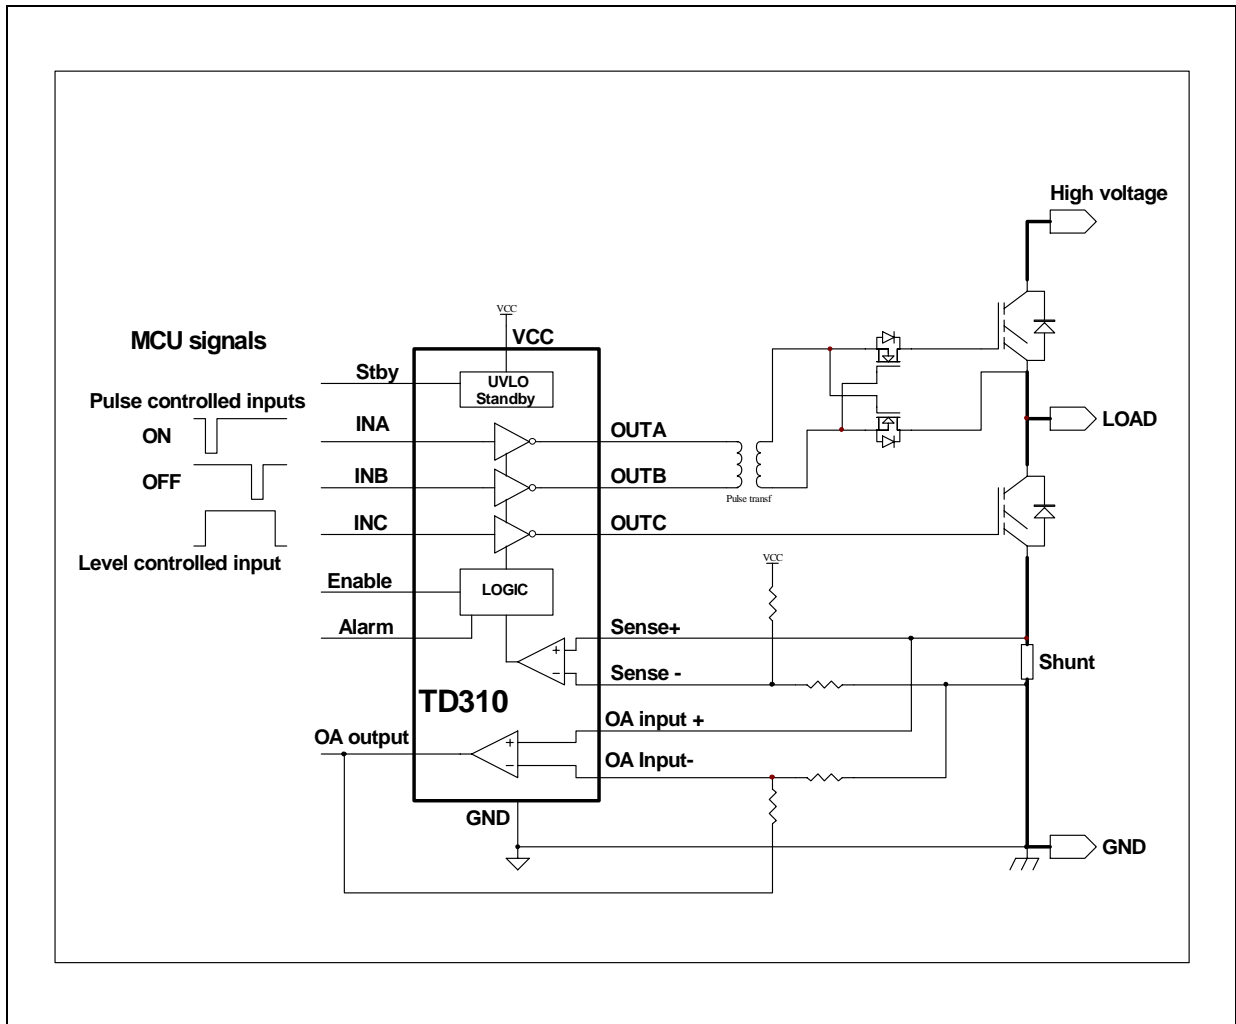 High voltage
VCC
VCC
MCU signals
Stby
UVLO
Standby
Pulse controlled inputs
ON
INA
OUTA
LOAD
OFF
INB
OUTB
Pulse transf
INC
OUTC
Level controlled input
VCC
Enable
LOGIC
Alarm
Sense+
Shunt
+
−
Sense -
TD310
OA input +
OA output
+
−
OA Input-
GND
GND